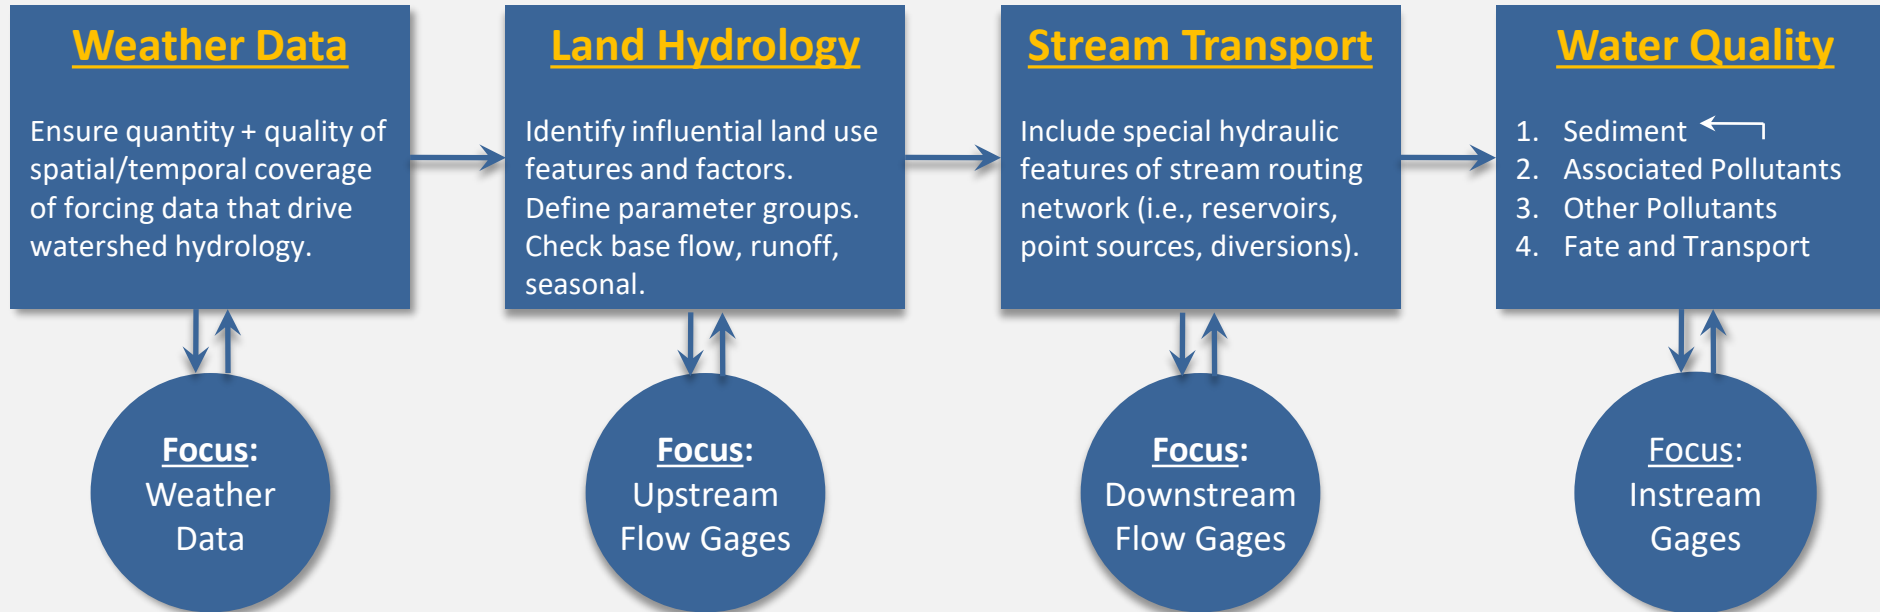 Weather Data
Ensure quantity + quality of
spatial/temporal coverage
of forcing data that drive
watershed hydrology.
Land Hydrology
Identify influential land use
features and factors.
Define parameter groups.
Check base flow, runoff,
seasonal.
Stream Transport
Include special hydraulic
features of stream routing
network (i.e., reservoirs,
point sources, diversions).
Water Quality
1. Sediment
2. Associated Pollutants
3. Other Pollutants
4. Fate and Transport
Focus:
Weather
Data
Focus:
Upstream
Flow Gages
Focus:
Downstream
Flow Gages
Focus:
Instream
Gages